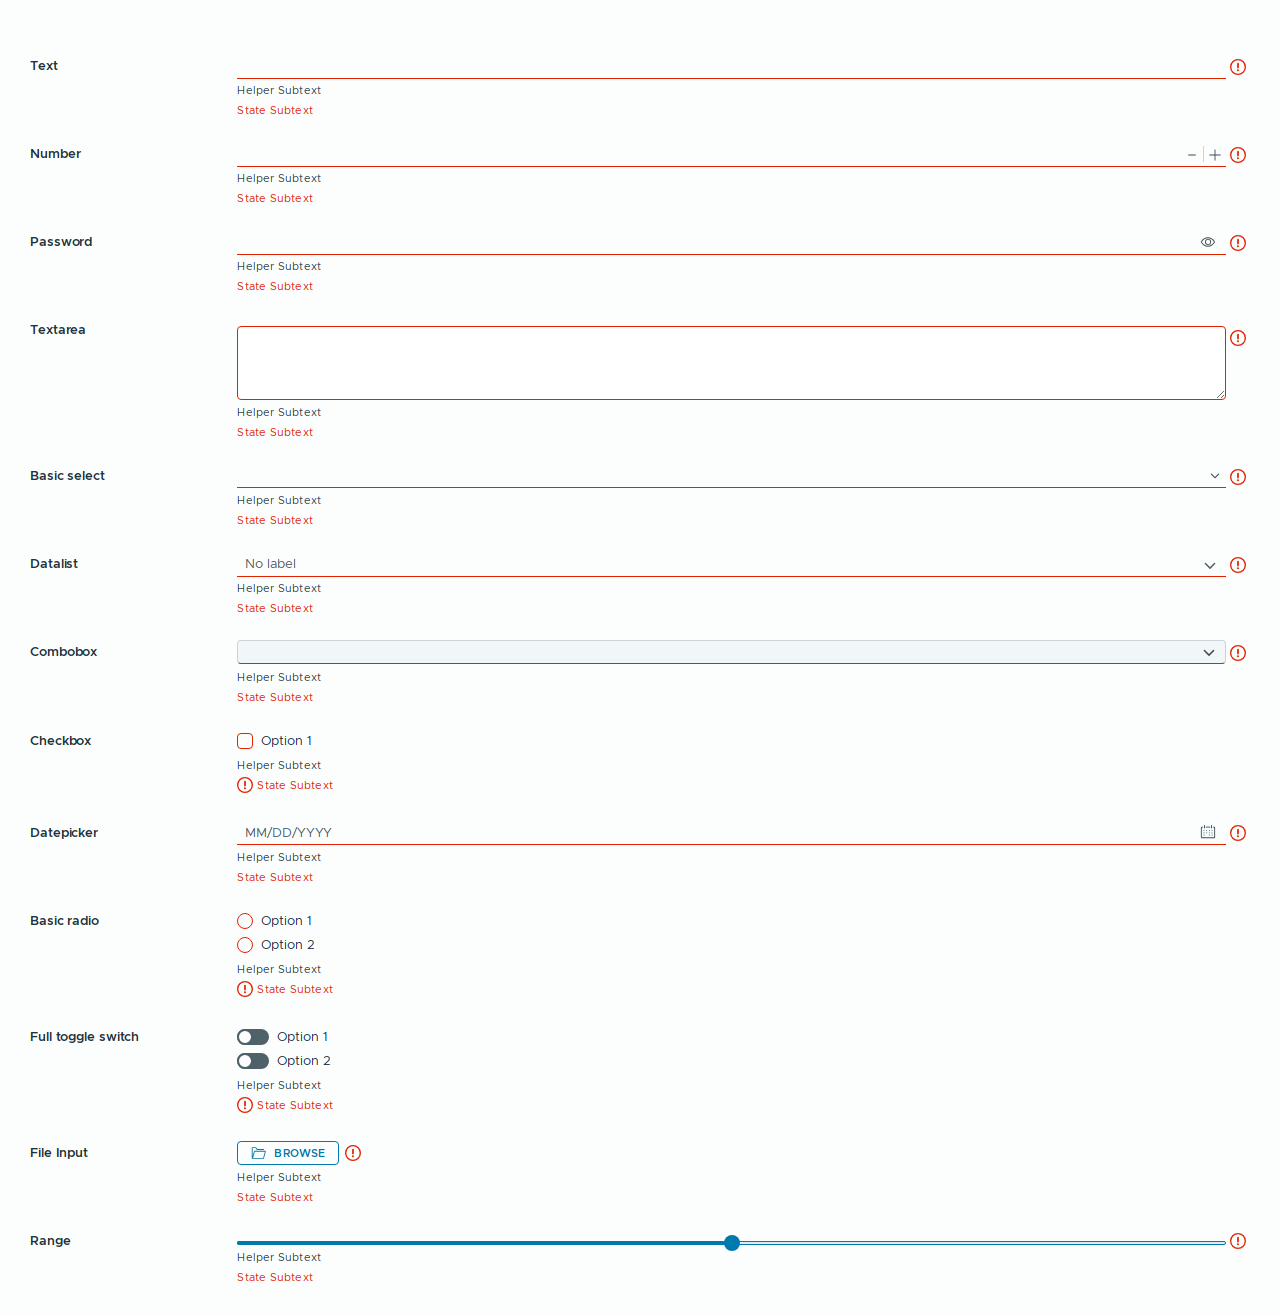 Text
Helper Subtext
State Subtext
Number
Helper Subtext
State Subtext
Password
Helper Subtext
State Subtext
Textarea
Helper Subtext
State Subtext
Basic select
Helper Subtext
State Subtext
Datalist
No label
Helper Subtext
State Subtext
Combobox
Helper Subtext
State Subtext
Checkbox
Option 1
Helper Subtext
State Subtext
Datepicker
MM/DD/YYYY
Helper Subtext
State Subtext
Basic radio
Option 1
Option 2
Helper Subtext
State Subtext
Full toggle switch
Option 1
Option 2
Helper Subtext
State Subtext
File Input
BROWSE
Helper Subtext
State Subtext
Range
Helper Subtext
State Subtext